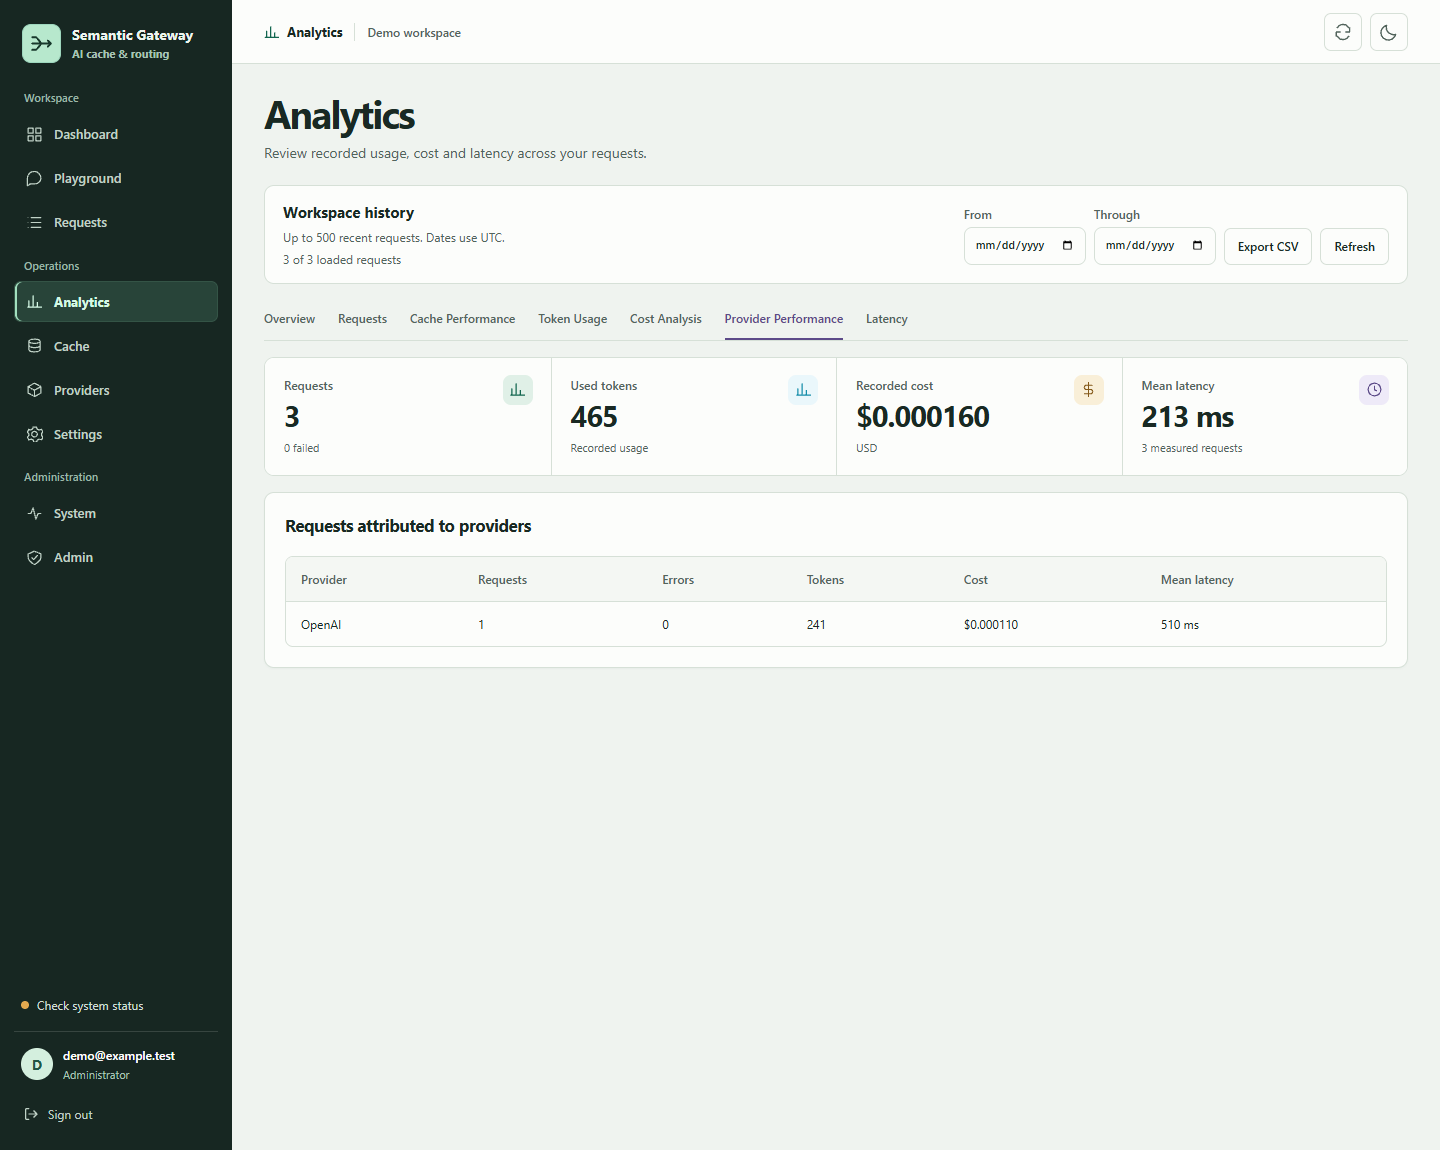 Semantic Gateway
AI cache & routing
Workspace
Dashboard
Playground
Requests
Operations
Analytics
Cache
Providers
Settings
Administration
System
Admin
Check system status
D
demo@example.test
Administrator
Sign out
Analytics
Demo workspace
Analytics
Review recorded usage, cost and latency across your requests.
Workspace history
Up to 500 recent requests. Dates use UTC.
3 of 3 loaded requests
From
Through
mm/dd/yyyy
mm/dd/yyyy
Export CSV
Refresh
Overview
Requests
Cache Performance
Token Usage
Cost Analysis
Provider Performance
Latency
Requests
3
0 failed
Used tokens
465
Recorded usage
Recorded cost
$0.000160
USD
Mean latency
213 ms
3 measured requests
Requests attributed to providers
Provider Requests Errors Tokens Cost Mean latency
OpenAI 1 0 241 $0.000110 510 ms